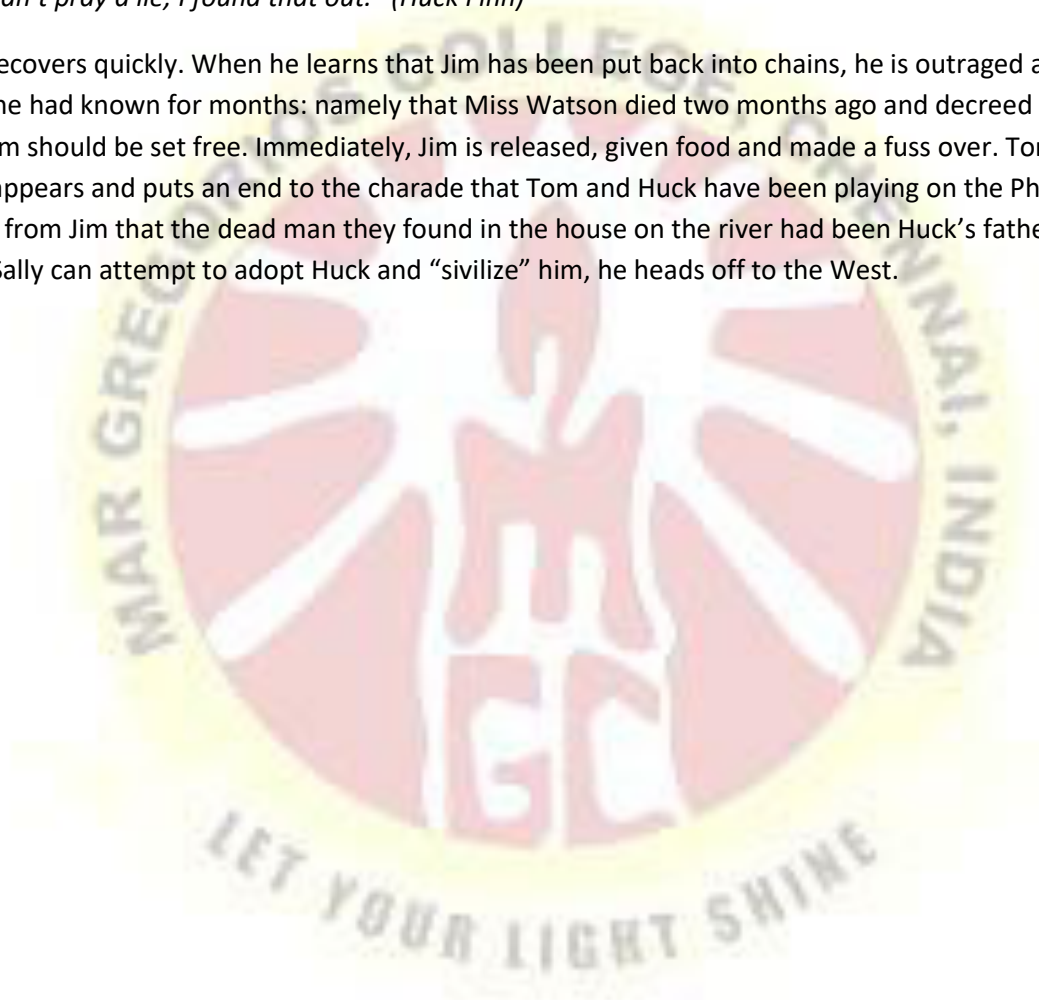 an't pray a lie, I found that out." (Huck Finn)
ecovers quickly. When he learns that Jim has been put back into chains, he is outraged a
he had known for months: namely that Miss Watson died two months ago and decreed
m should be set free. Immediately, Jim is released, given food and made a fuss over. Tor
appears and puts an end to the charade that Tom and Huck have been playing on the Ph
from Jim that the dead man they found in the house on the river had been Huck's fathe
Sally can attempt to adopt Huck and “sivilize” him, he heads off to the West.
MAR GREGORIOS COLLEGE CHENNAI, INDIA
MGC
LET YOUR LIGHT SHINE